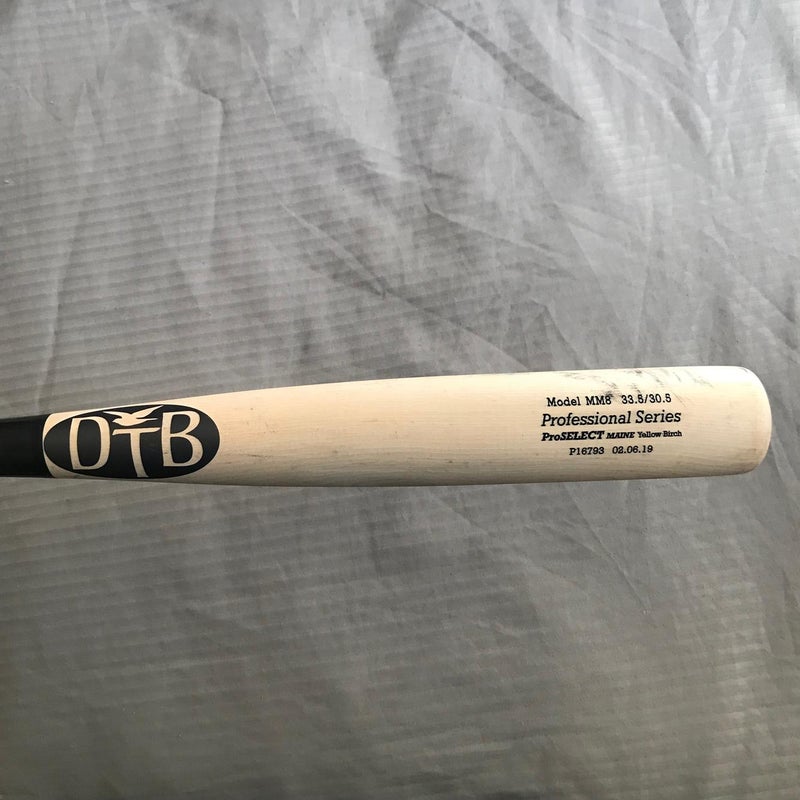 DTB
Model MM8 33.5/30.5
Professional Series
ProSELECT MAINE Yellow Birch
P16793 02.06.19